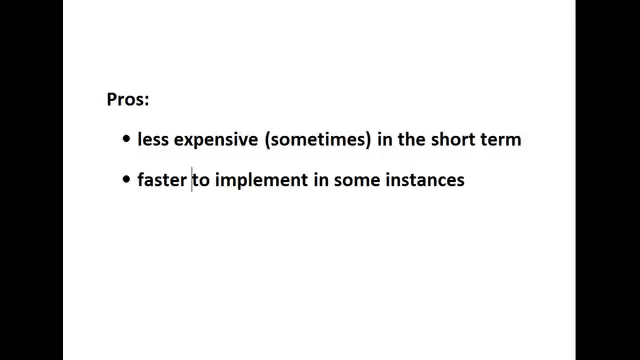 Pros:
• less expensive (sometimes) in the short term
• faster to implement in some instances